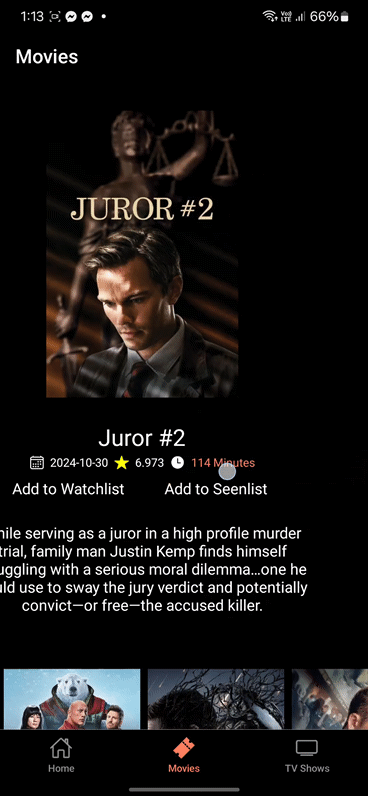 1:13 Vo) LTE 66%
Movies
JUROR #2
Juror #2
2024-10-30 6.973 114 Minutes
Add to Watchlist Add to Seenlist
hile serving as a juror in a high profile murder
trial, family man Justin Kemp finds himself
uggling with a serious moral dilemma…one he
uld use to sway the jury verdict and potentially
convict—or free—the accused killer.
Home Movies TV Shows